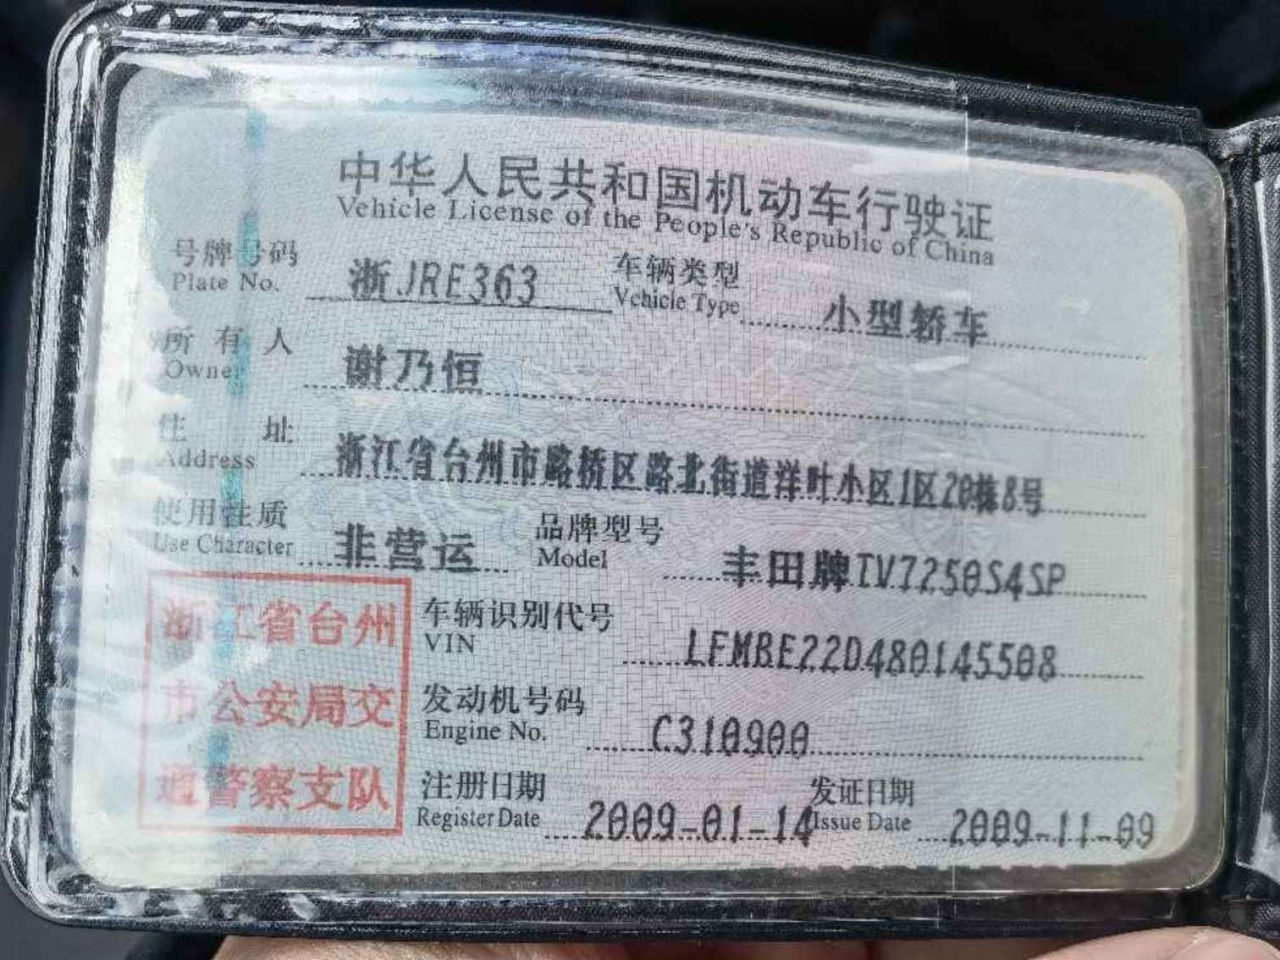 中华人民共和国机动车行驶证
Vehicle License of the People's Republic of China
号牌号码 浙JRE363 车辆类型 小型轿车
Plate No. Vehicle Type
所有人 谢乃恒
Owner
住址 浙江省台州市路桥区路北街道洋叶小区1区20栋8号
Address
使用性质 非营运 品牌型号 丰田牌TV7250S4SP
Use Character Model
浙江省台州 车辆识别代号 LFMBE22D480145508
VIN
市公安局交 发动机号码 C310900
Engine No.
通警察支队 注册日期 2009-01-14 发证日期 2009-11-09
Register Date Issue Date